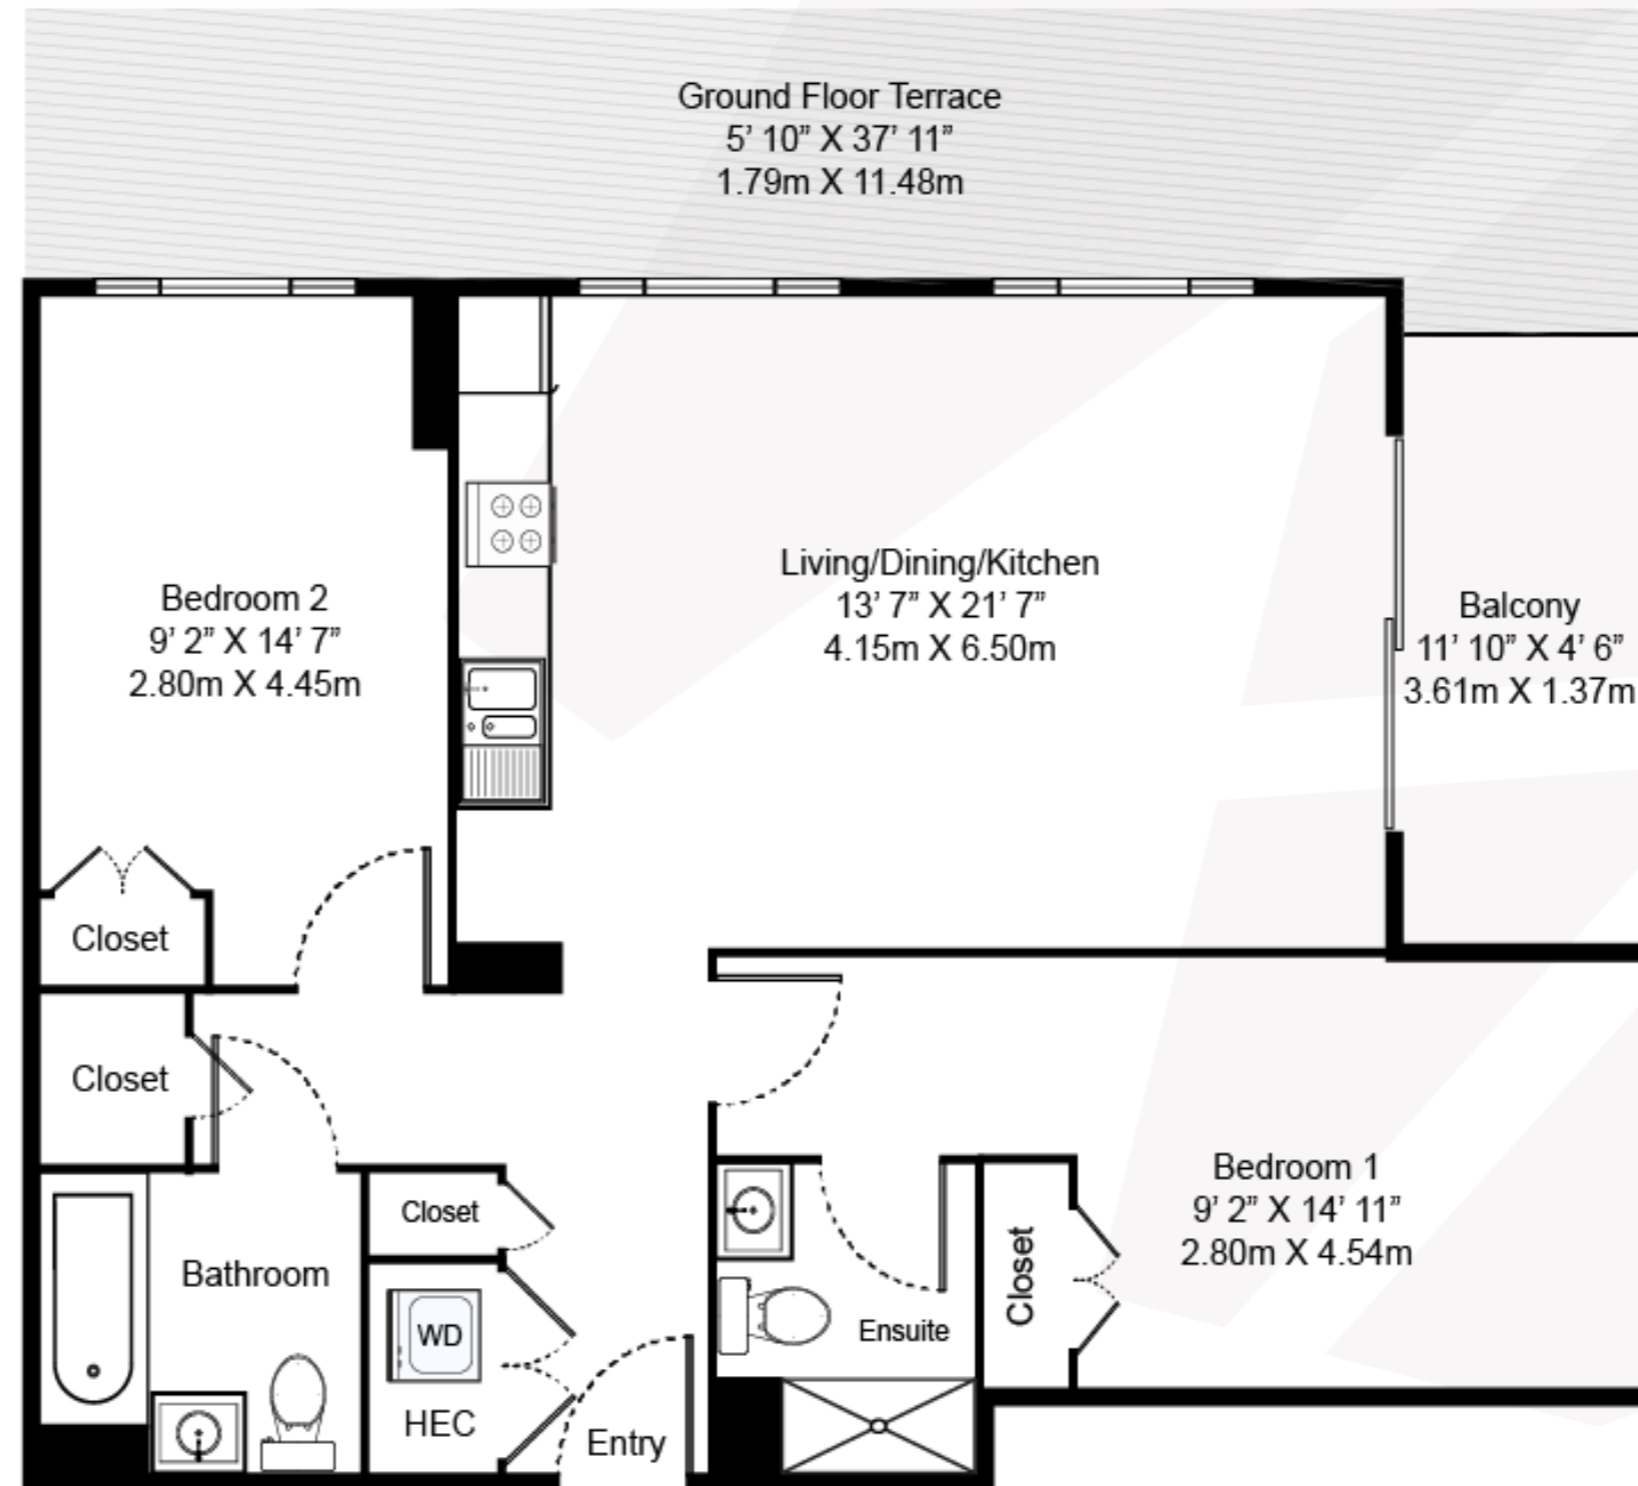 Ground Floor Terrace
5’ 10” X 37’ 11”
1.79m X 11.48m
Living/Dining/Kitchen
13’ 7” X 21’ 7”
4.15m X 6.50m
Bedroom 2
9’ 2” X 14’ 7”
2.80m X 4.45m
Balcony
11’ 10” X 4’ 6”
3.61m X 1.37m
Closet
Closet
Closet
Bathroom
WD
HEC
Entry
Ensuite
Closet
Bedroom 1
9’ 2” X 14’ 11”
2.80m X 4.54m